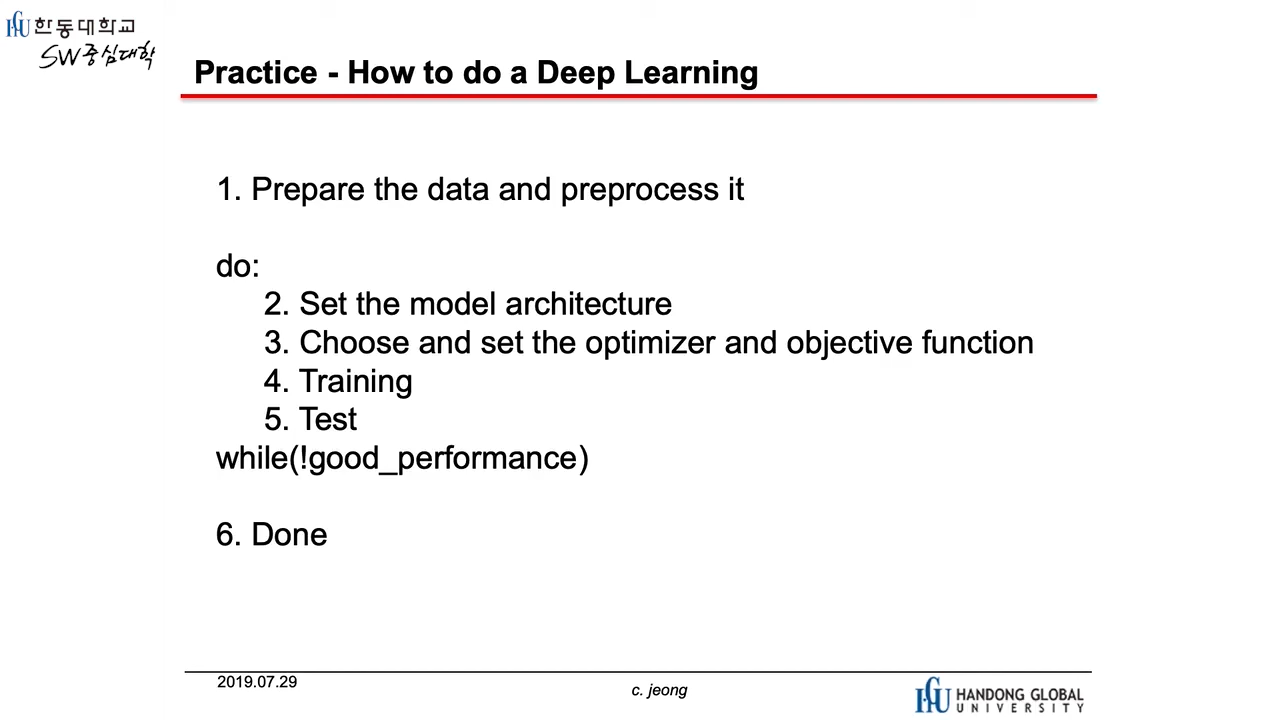 한동대학교
SW중심대학
Practice - How to do a Deep Learning
1. Prepare the data and preprocess it
do:
2. Set the model architecture
3. Choose and set the optimizer and objective function
4. Training
5. Test
while(!good_performance)
6. Done
2019.07.29
c. jeong
HANDONG GLOBAL
UNIVERSITY